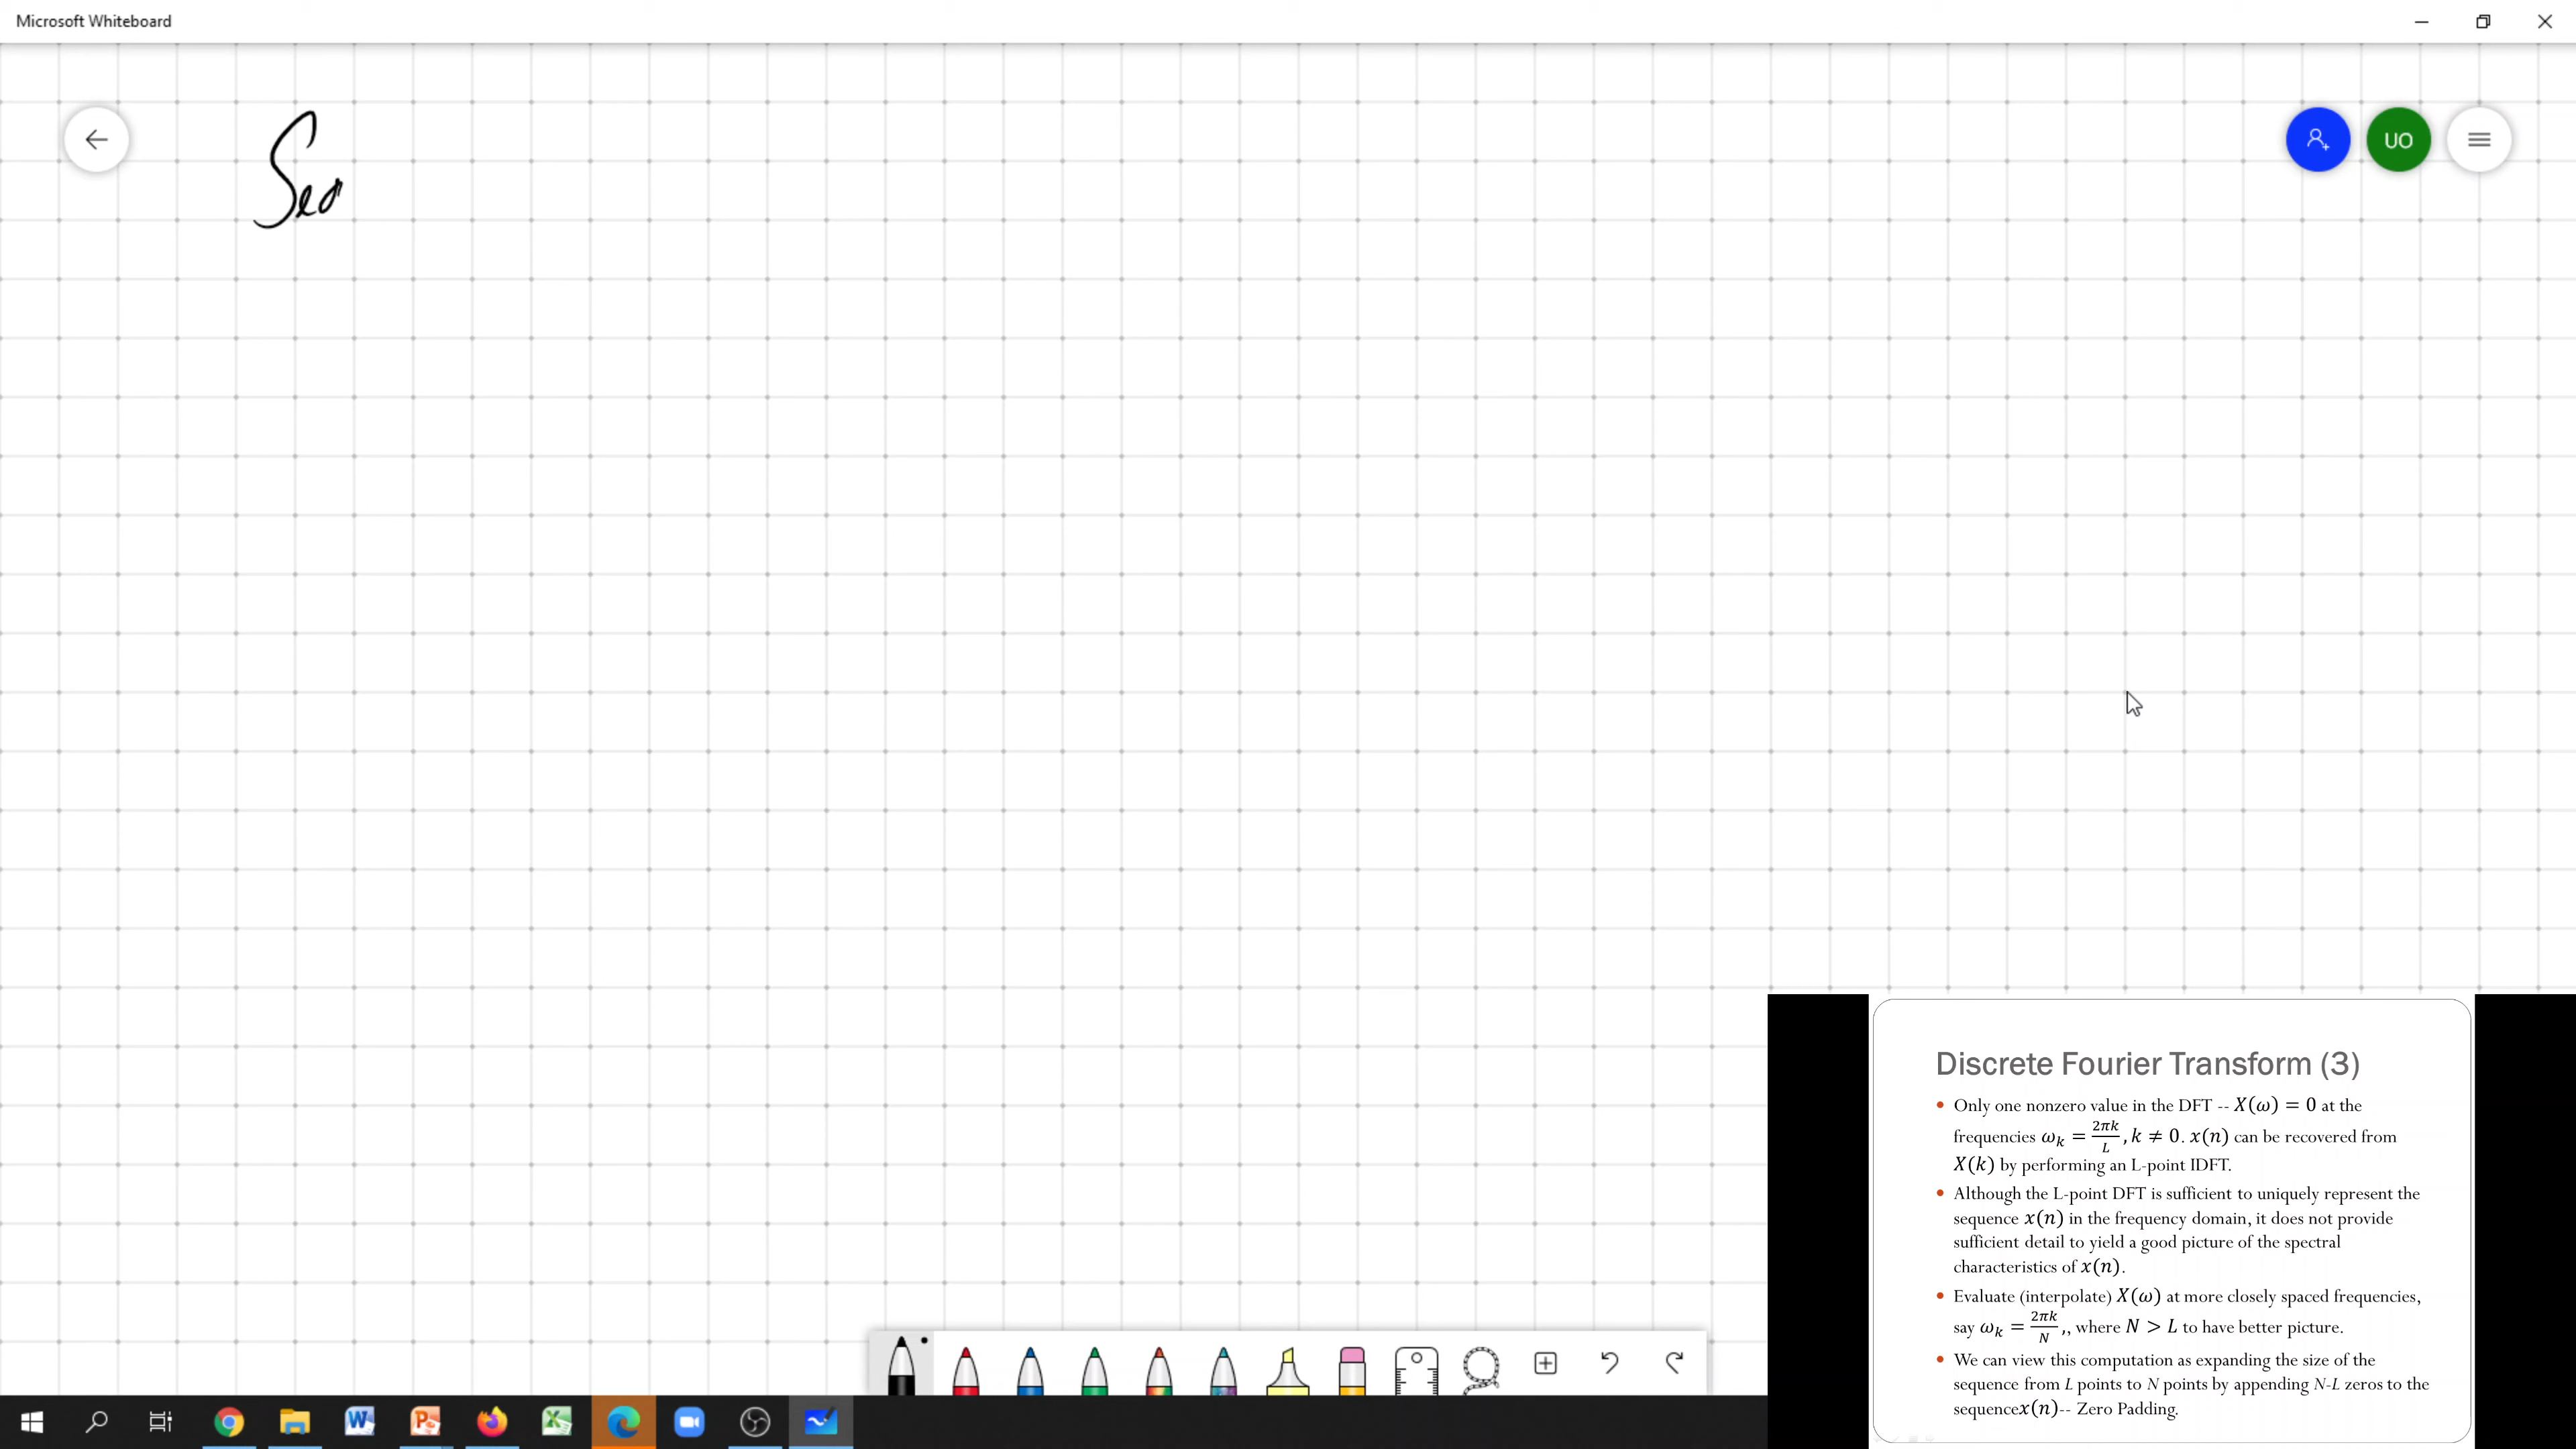 Microsoft Whiteboard
UO
Discrete Fourier Transform (3)
• Only one nonzero value in the DFT -- X(ω) = 0 at the
frequencies ωₖ = 2πk/L, k ≠ 0. x(n) can be recovered from
X(k) by performing an L-point IDFT.
• Although the L-point DFT is sufficient to uniquely represent the
sequence x(n) in the frequency domain, it does not provide
sufficient detail to yield a good picture of the spectral
characteristics of x(n).
• Evaluate (interpolate) X(ω) at more closely spaced frequencies,
say ωₖ = 2πk/N,, where N > L to have better picture.
• We can view this computation as expanding the size of the
sequence from L points to N points by appending N-L zeros to the
sequencex(n)-- Zero Padding.